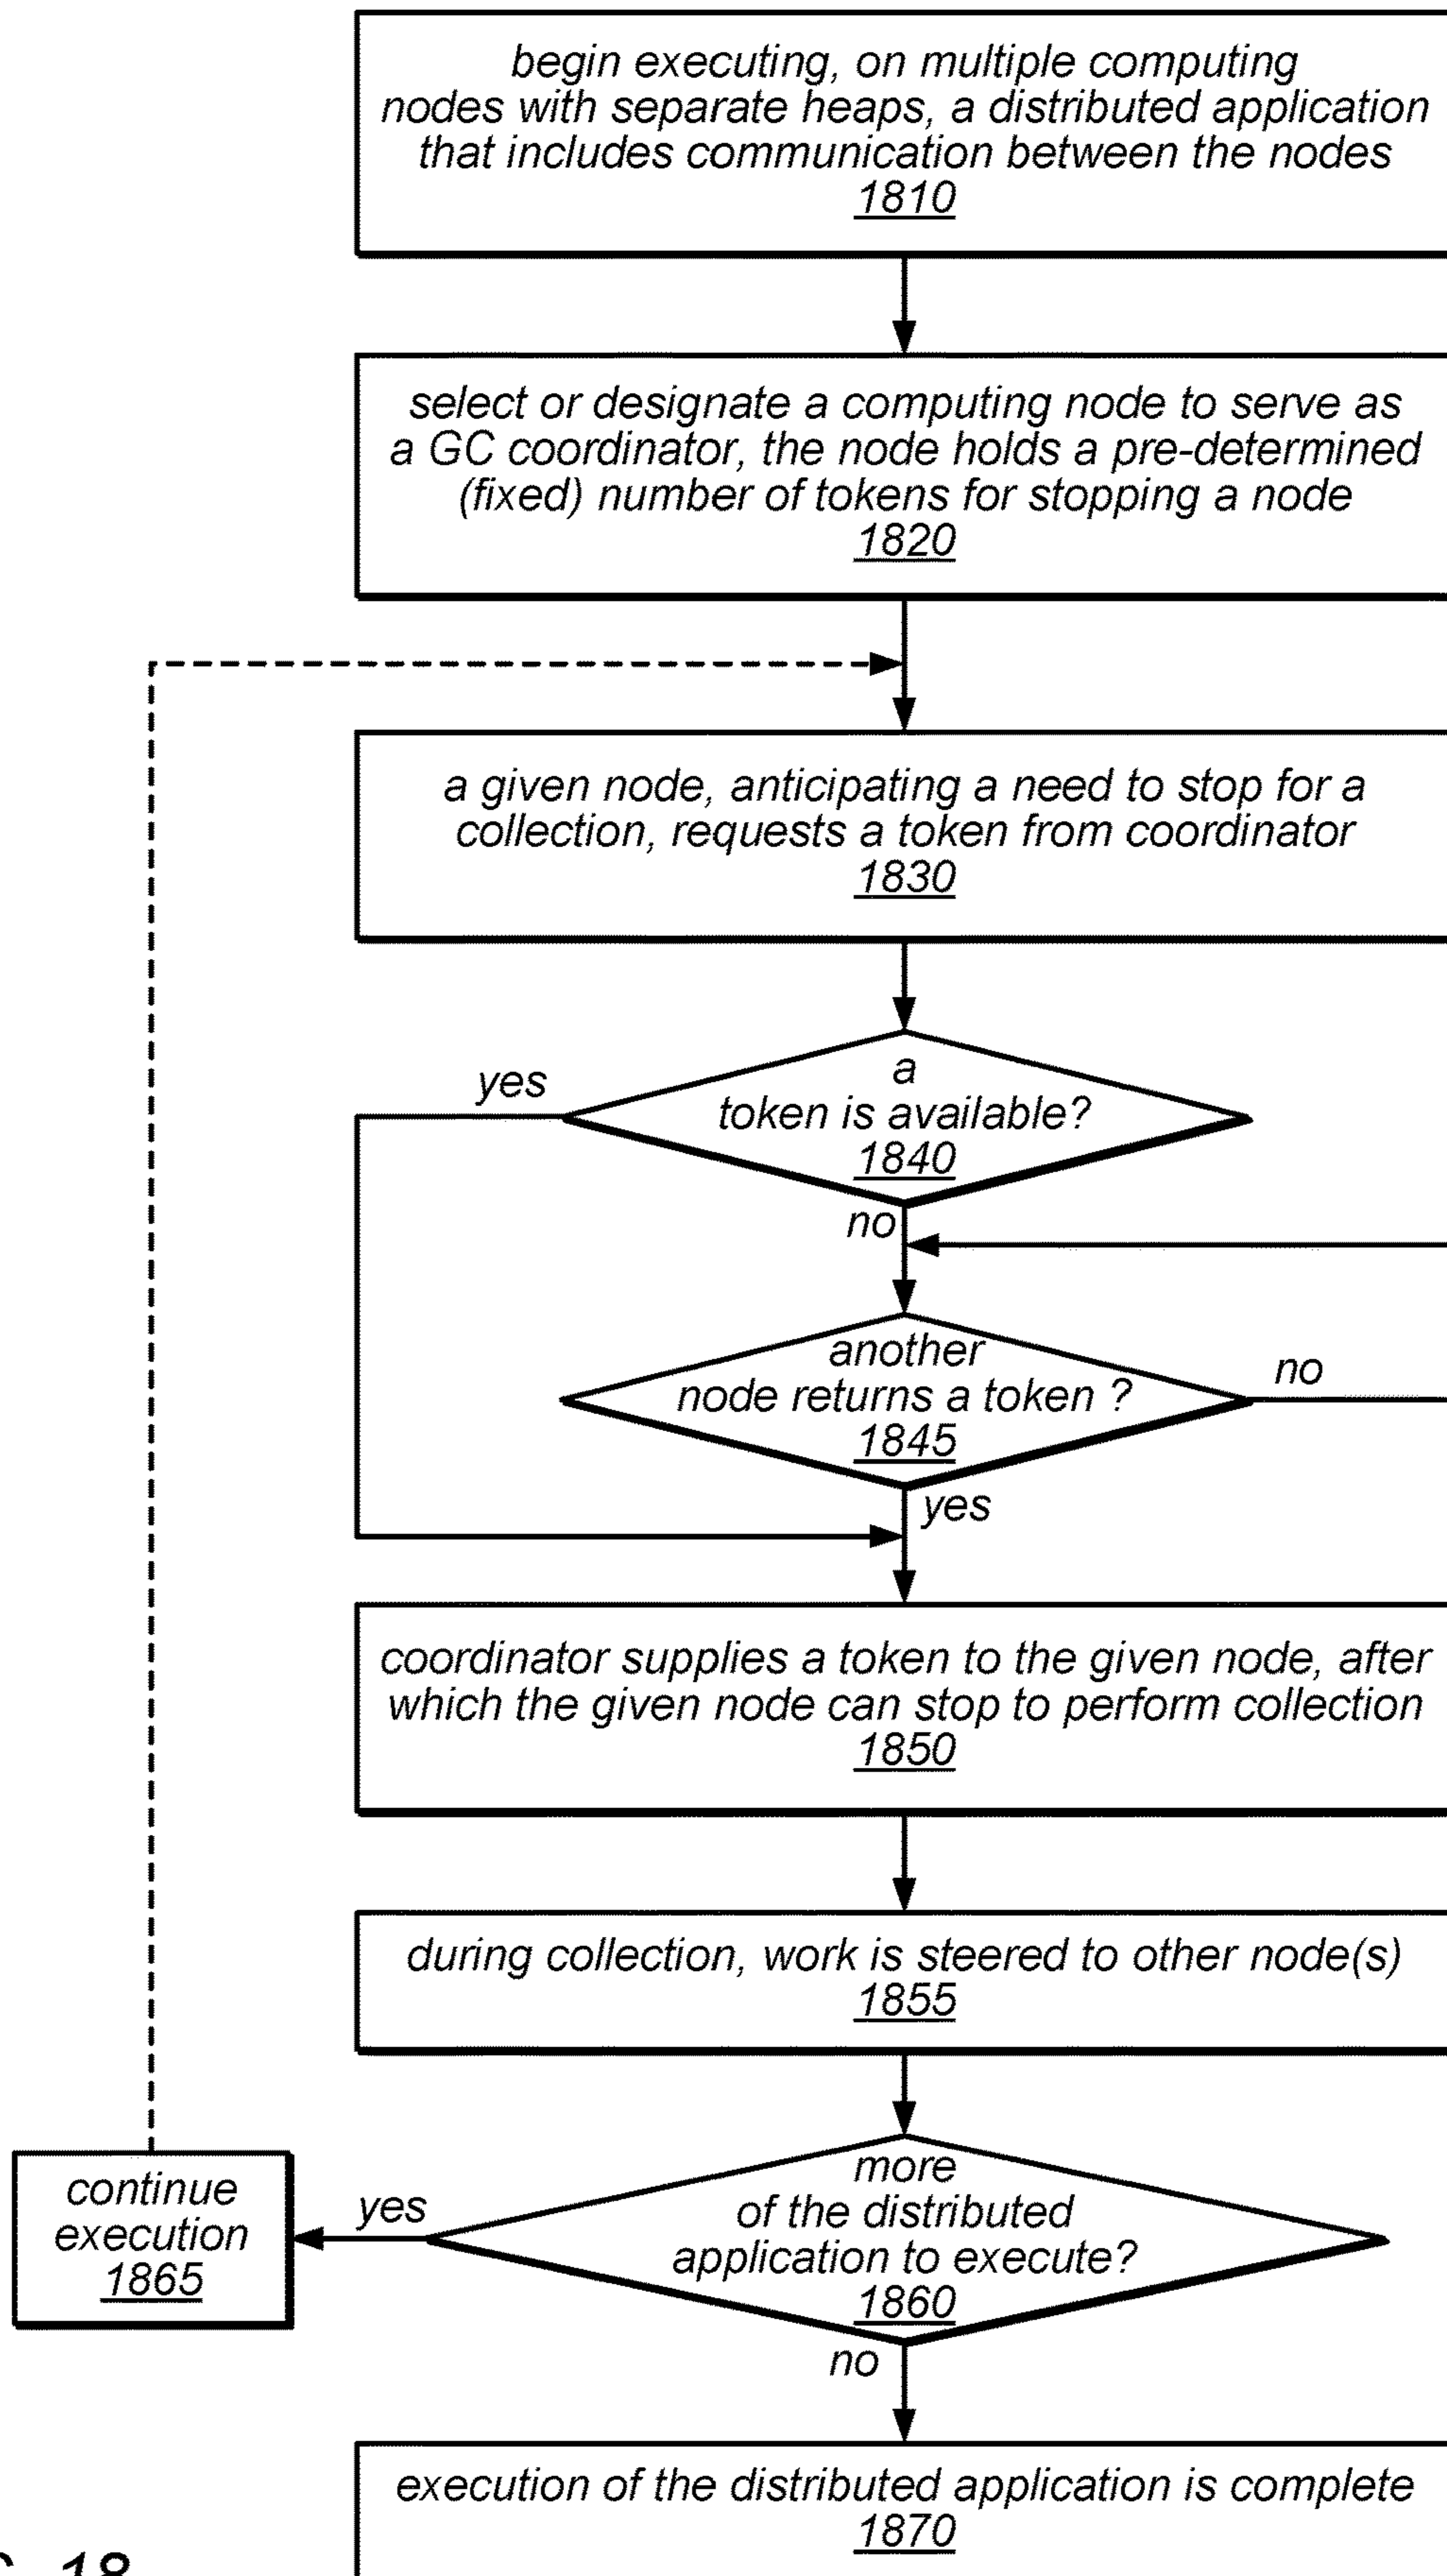 begin executing, on multiple computing
nodes with separate heaps, a distributed application
that includes communication between the nodes
1810
select or designate a computing node to serve as
a GC coordinator, the node holds a pre-determined
(fixed) number of tokens for stopping a node
1820
a given node, anticipating a need to stop for a
collection, requests a token from coordinator
1830
yes
a
token is available?
1840
no
another
node returns a token ?
1845
no
yes
coordinator supplies a token to the given node, after
which the given node can stop to perform collection
1850
during collection, work is steered to other node(s)
1855
more
of the distributed
application to execute?
1860
yes
continue
execution
1865
no
execution of the distributed application is complete
1870
18